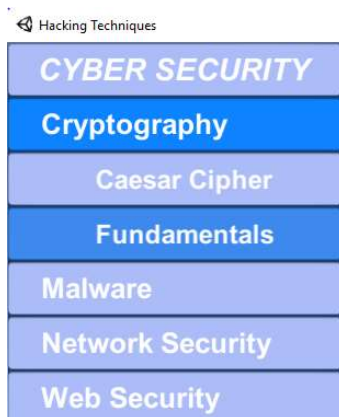 Hacking Techniques
CYBER SECURITY
Cryptography
Caesar Cipher
Fundamentals
Malware
Network Security
Web Security